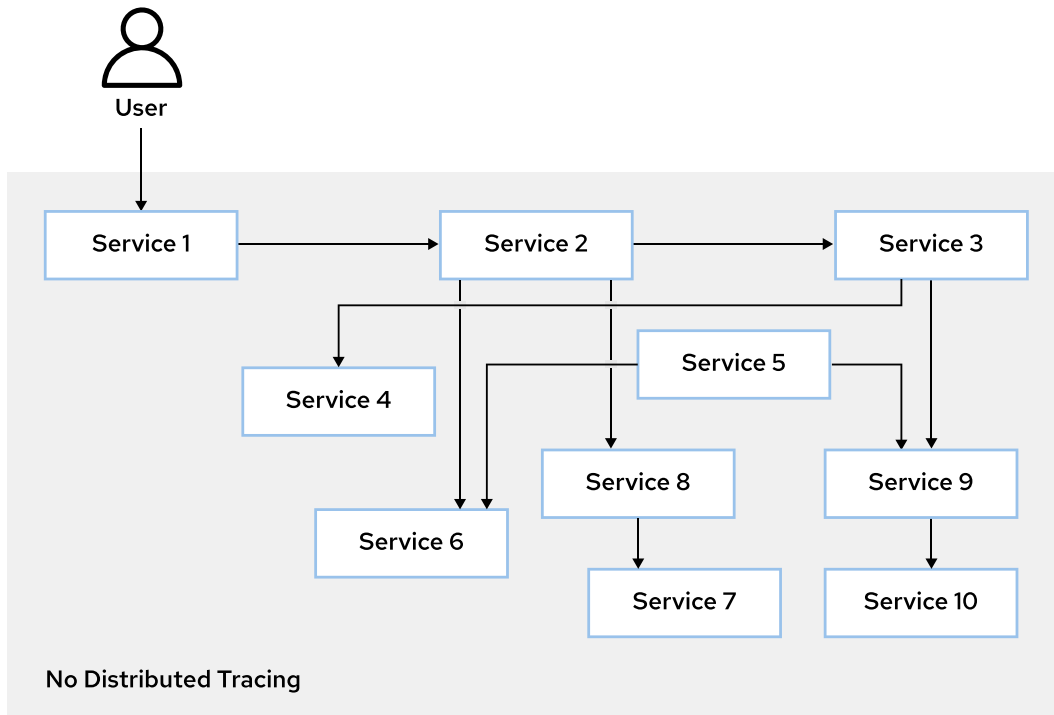 User
Service 1
Service 2
Service 3
Service 5
Service 4
Service 8
Service 9
Service 6
Service 7
Service 10
No Distributed Tracing